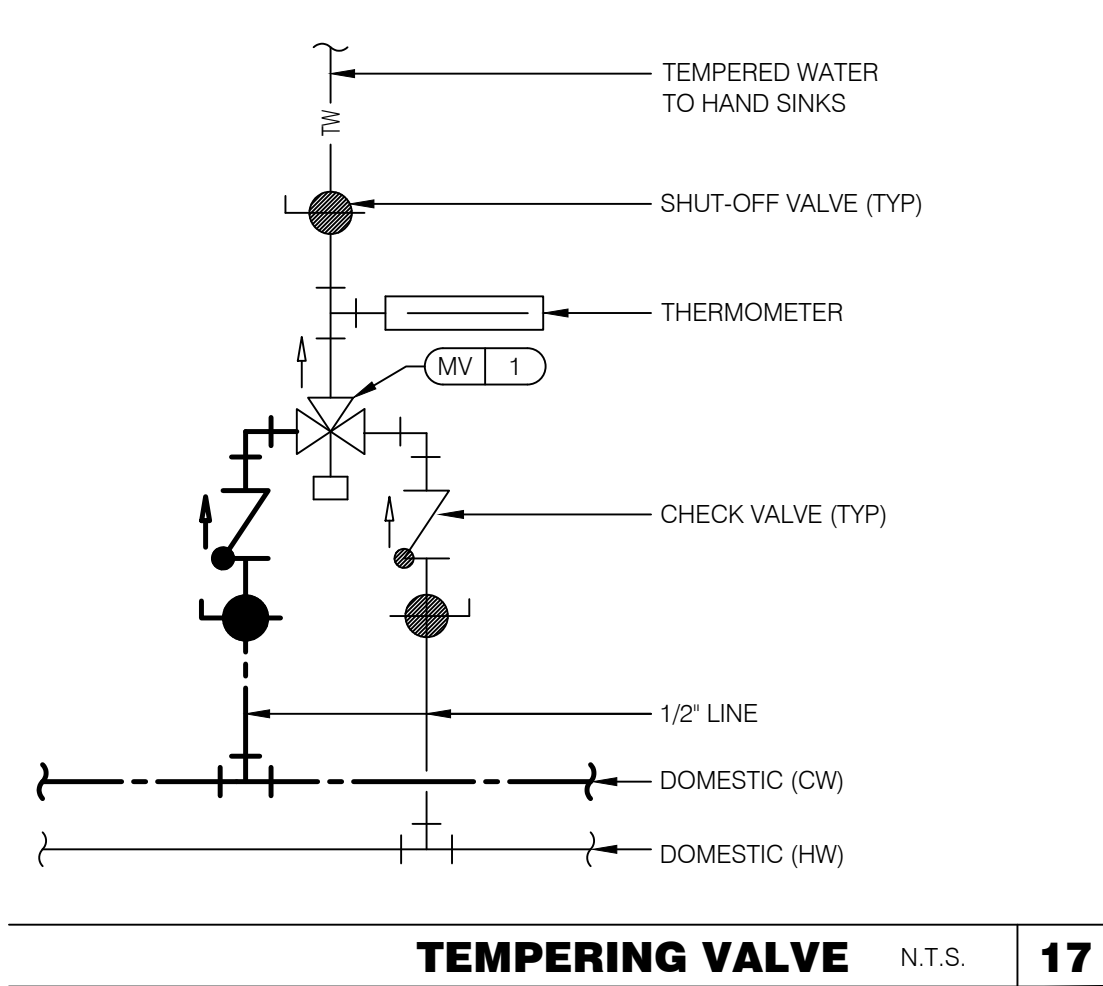 TEMPERED WATER
TO HAND SINKS
TW
SHUT-OFF VALVE (TYP)
THERMOMETER
MV 1
CHECK VALVE (TYP)
1/2" LINE
DOMESTIC (CW)
DOMESTIC (HW)
TEMPERING VALVE N.T.S. 17